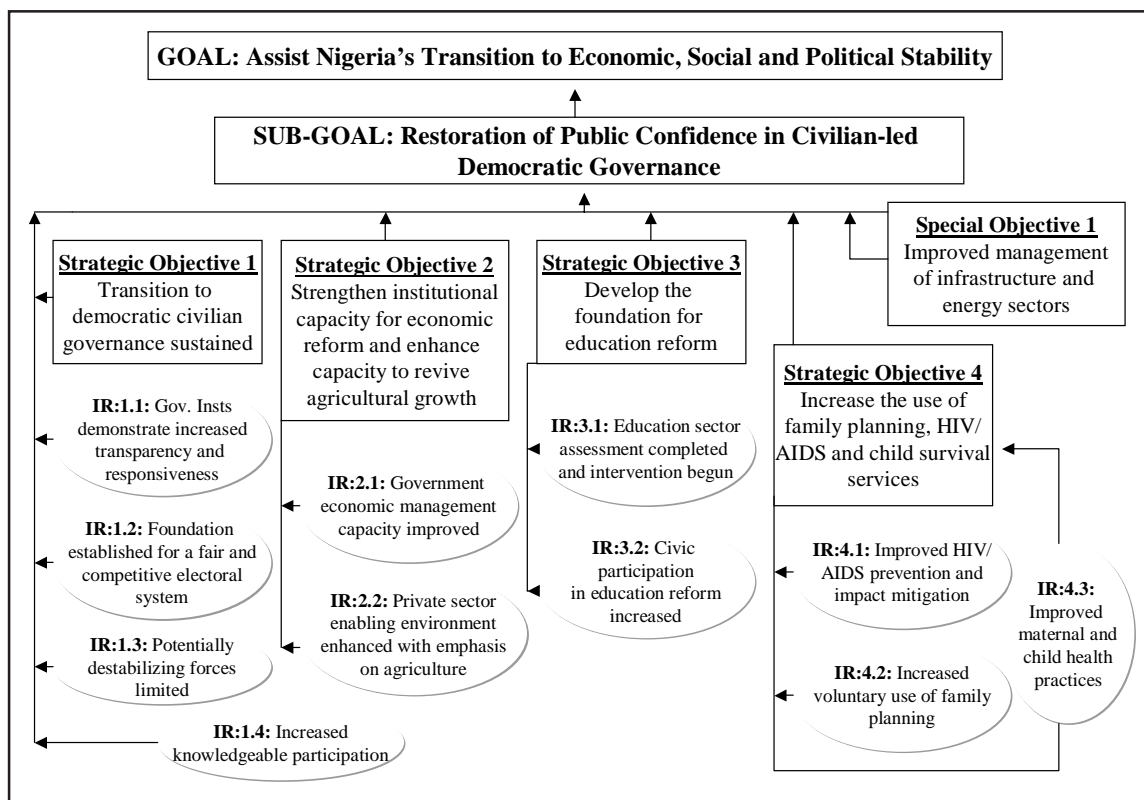 GOAL: Assist Nigeria’s Transition to Economic, Social and Political Stability
SUB-GOAL: Restoration of Public Confidence in Civilian-led
Democratic Governance
Strategic Objective 1
Transition to
democratic civilian
governance sustained
IR:1.1: Gov. Insts
demonstrate increased
transparency and
responsiveness
IR:1.2: Foundation
established for a fair and
competitive electoral
system
IR:1.3: Potentially
destabilizing forces
limited
IR:1.4: Increased
knowledgeable participation
Strategic Objective 2
Strengthen institutional
capacity for economic
reform and enhance
capacity to revive
agricultural growth
IR:2.1: Government
economic management
capacity improved
IR:2.2: Private sector
enabling environment
enhanced with emphasis
on agriculture
Strategic Objective 3
Develop the
foundation for
education reform
IR:3.1: Education sector
assessment completed
and intervention begun
IR:3.2: Civic
participation
in education reform
increased
Special Objective 1
Improved management
of infrastructure and
energy sectors
Strategic Objective 4
Increase the use of
family planning, HIV/
AIDS and child survival
services
IR:4.1: Improved HIV/
AIDS prevention and
impact mitigation
IR:4.2: Increased
voluntary use of family
planning
IR:4.3:
Improved
maternal and
child health
practices